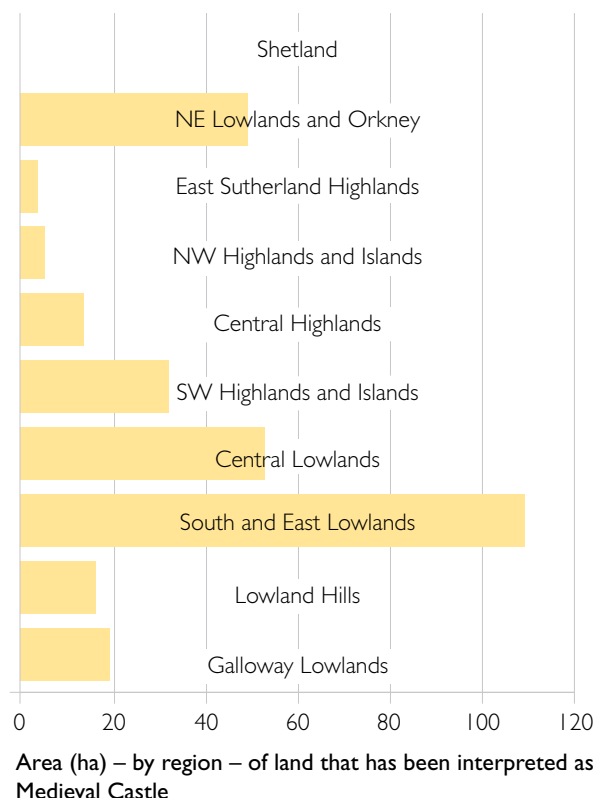 Shetland
NE Lowlands and Orkney
East Sutherland Highlands
NW Highlands and Islands
Central Highlands
SW Highlands and Islands
Central Lowlands
South and East Lowlands
Lowland Hills
Galloway Lowlands
0 20 40 60 80 100 120
Area (ha) – by region – of land that has been interpreted as
Medieval Castle